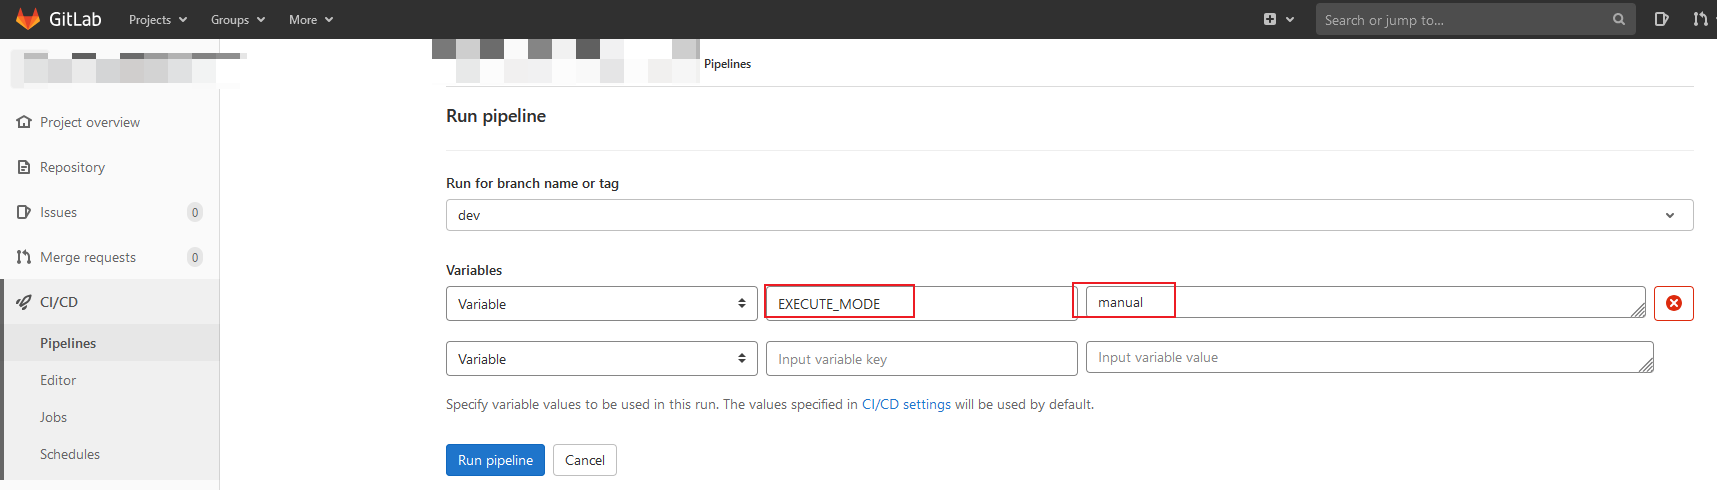 GitLab Projects Groups More Search or jump to...
Pipelines
Project overview
Repository
Issues 0
Merge requests 0
CI/CD
Pipelines
Editor
Jobs
Schedules
Run pipeline
Run for branch name or tag
dev
Variables
Variable EXECUTE_MODE manual
Variable Input variable key Input variable value
Specify variable values to be used in this run. The values specified in CI/CD settings will be used by default.
Run pipeline Cancel